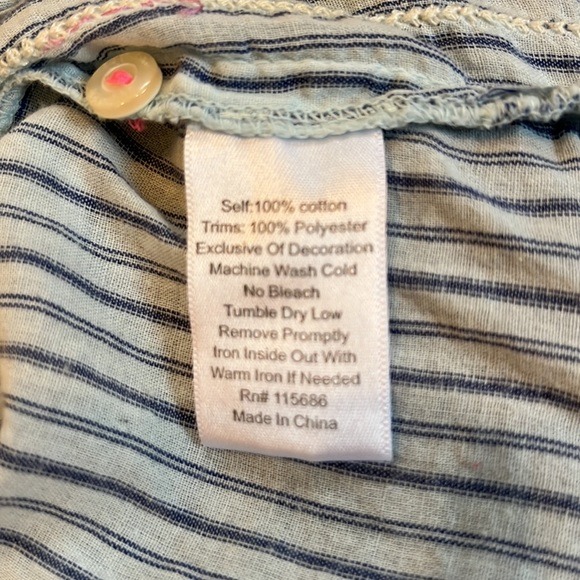 Self:100% cotton
Trims: 100% Polyester
Exclusive Of Decoration
Machine Wash Cold
No Bleach
Tumble Dry Low
Remove Promptly
Iron Inside Out With
Warm Iron If Needed
Rn# 115686
Made In China